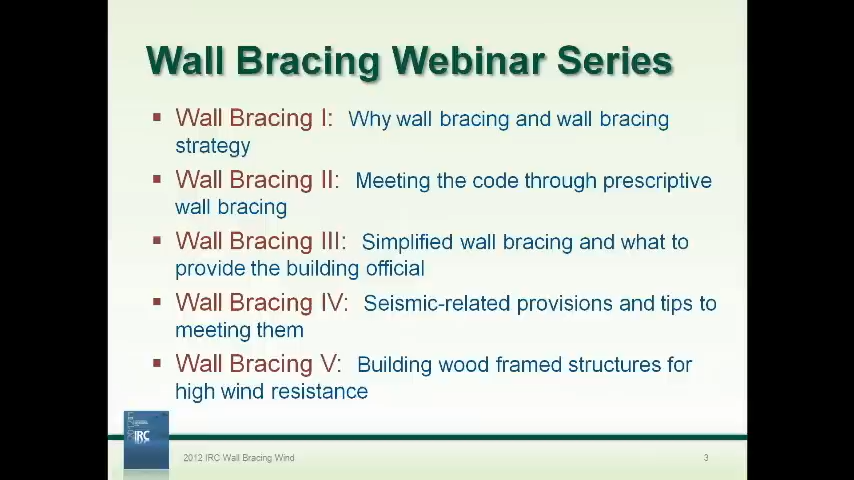 Wall Bracing Webinar Series
▪ Wall Bracing I: Why wall bracing and wall bracing
strategy
▪ Wall Bracing II: Meeting the code through prescriptive
wall bracing
▪ Wall Bracing III: Simplified wall bracing and what to
provide the building official
▪ Wall Bracing IV: Seismic-related provisions and tips to
meeting them
▪ Wall Bracing V: Building wood framed structures for
high wind resistance
IRC
2012 IRC Wall Bracing Wind
3